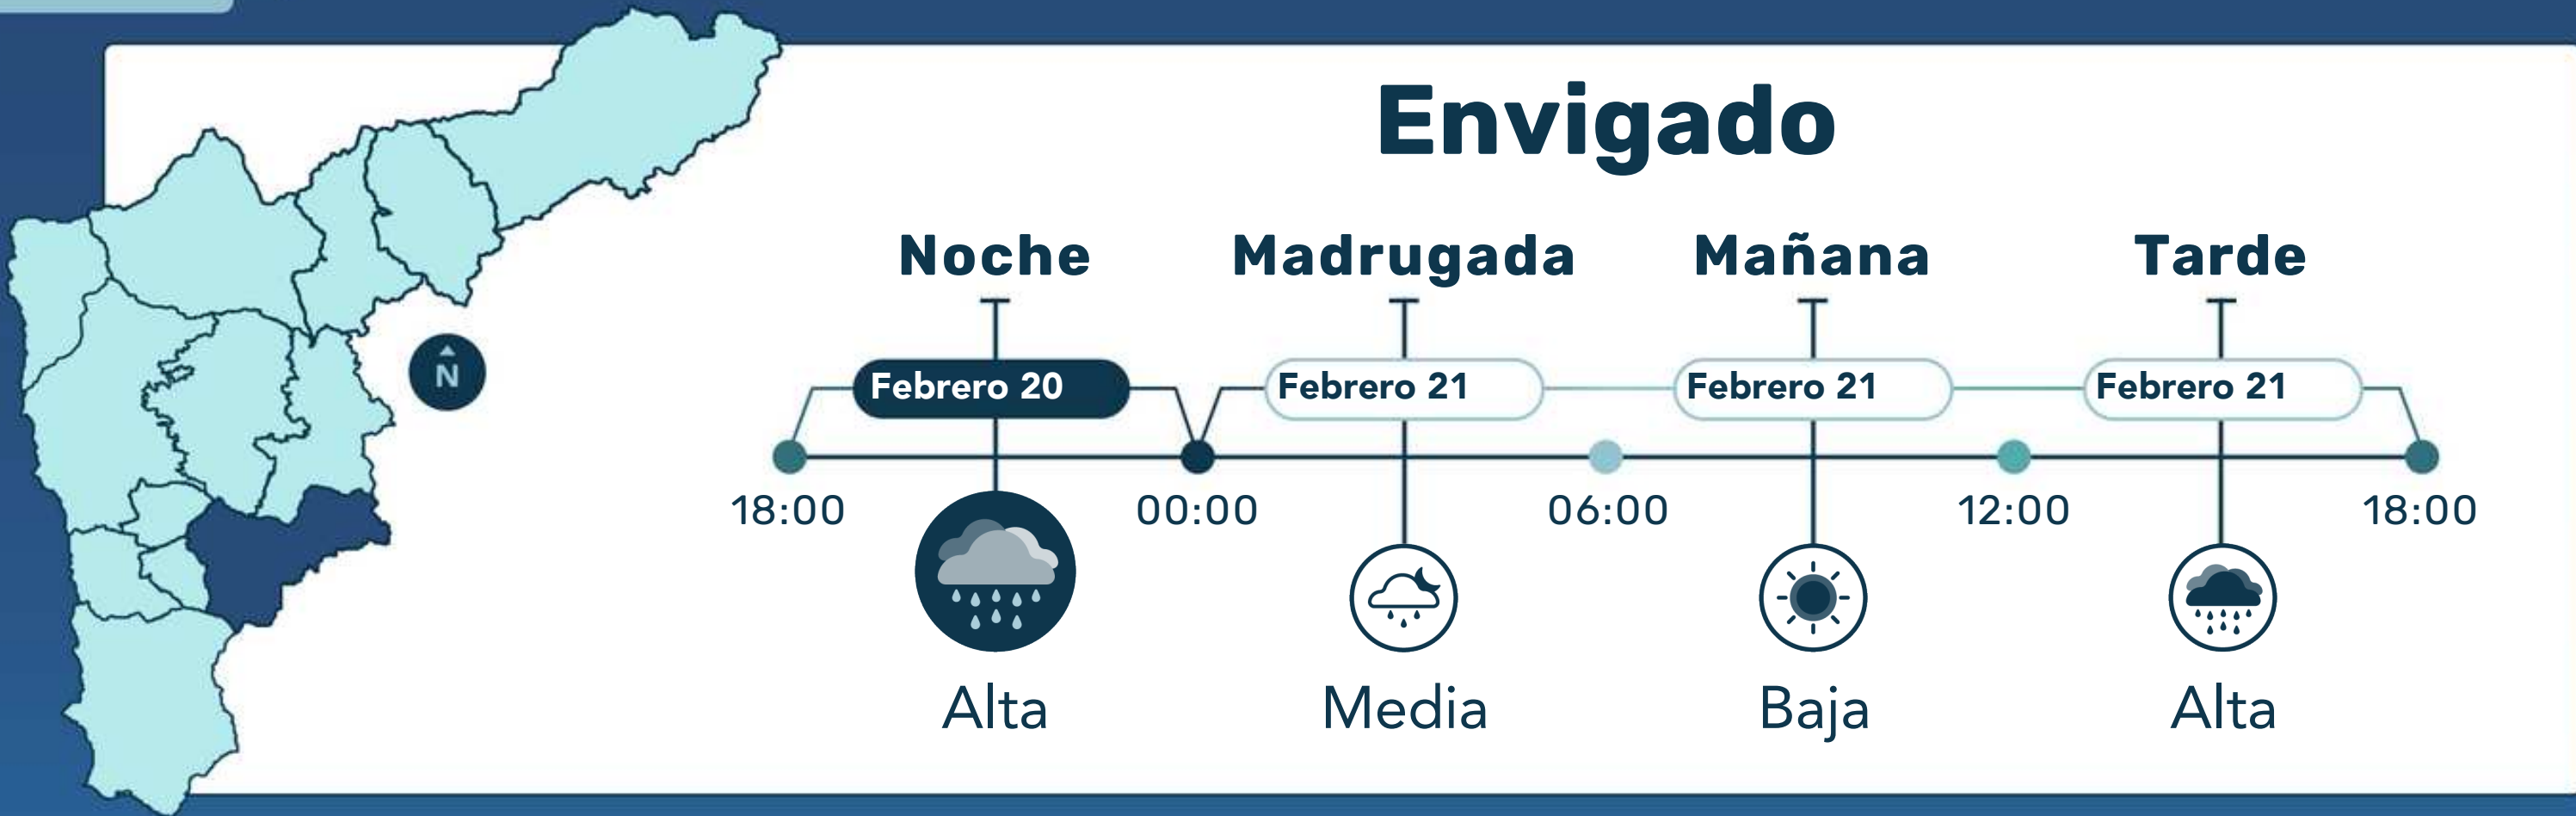 Envigado
Noche
Madrugada
Mañana
Tarde
Febrero 20
Febrero 21
Febrero 21
Febrero 21
N
18:00
00:00
06:00
12:00
18:00
Alta
Media
Baja
Alta